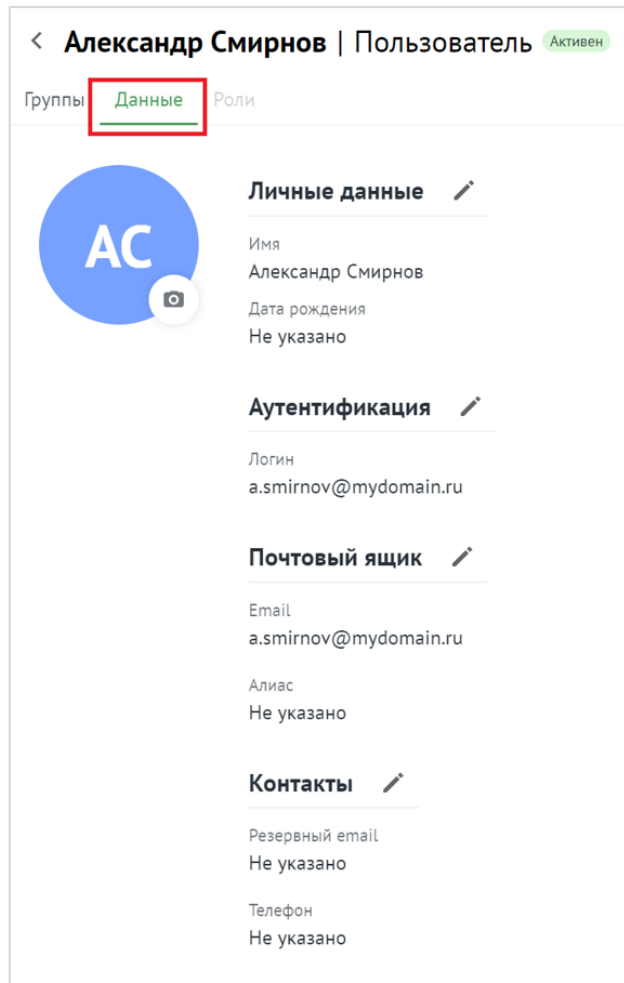 Александр Смирнов | Пользователь Активен
Группы Данные Роли
АС
Личные данные
Имя
Александр Смирнов
Дата рождения
Не указано
Аутентификация
Логин
a.smirnov@mydomain.ru
Почтовый ящик
Email
a.smirnov@mydomain.ru
Алиас
Не указано
Контакты
Резервный email
Не указано
Телефон
Не указано